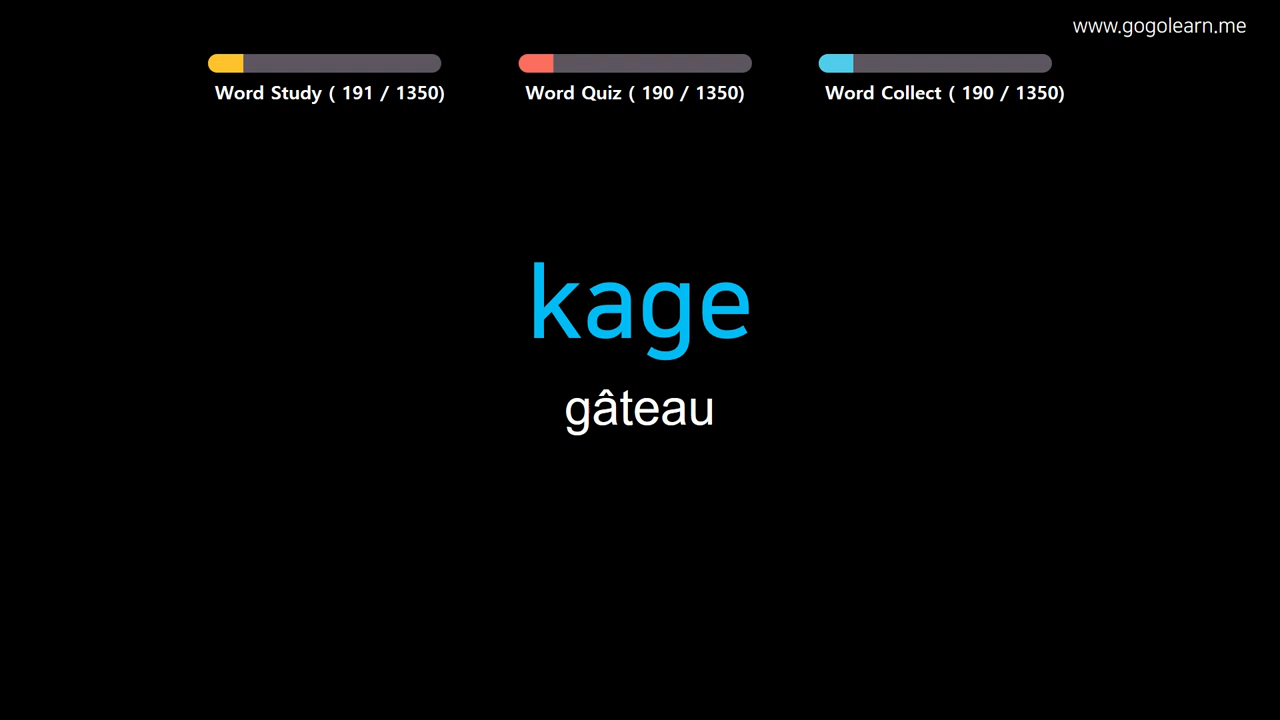 www.gogolearn.me
Word Study ( 191 / 1350)
Word Quiz ( 190 / 1350)
Word Collect ( 190 / 1350)
kage
gâteau